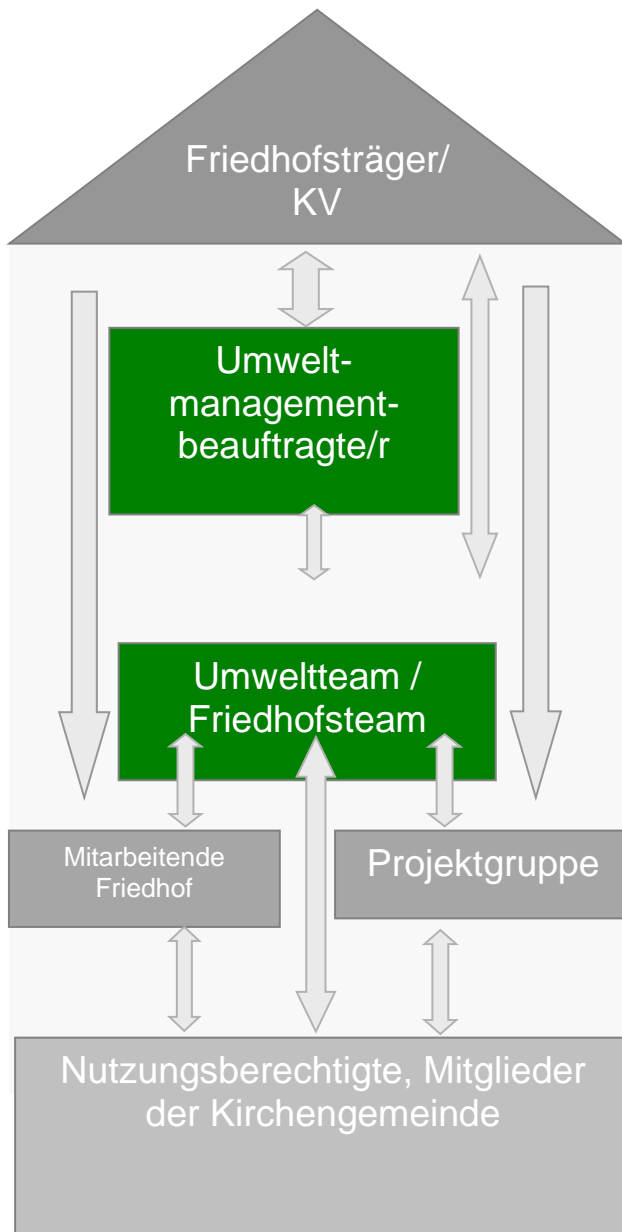 Friedhofsträger/
KV
Umwelt-
management-
beauftragte/r
Umweltteam /
Friedhofsteam
Mitarbeitende
Friedhof
Projektgruppe
Nutzungsberechtigte, Mitglieder
der Kirchengemeinde